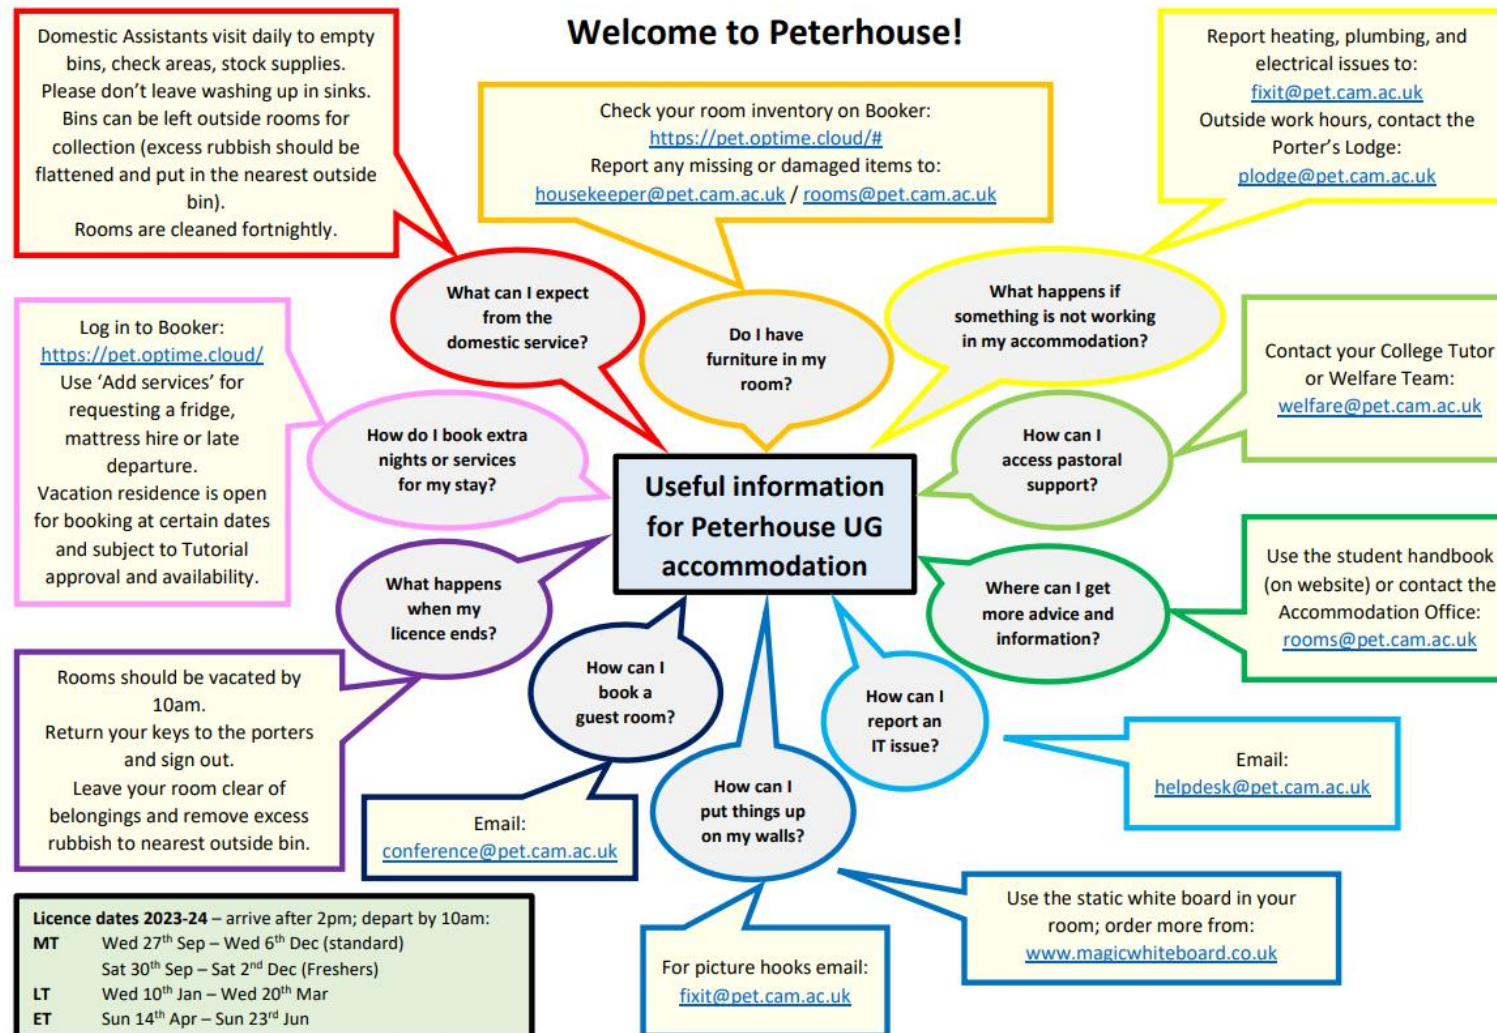 Welcome to Peterhouse!
Domestic Assistants visit daily to empty
bins, check areas, stock supplies.
Please don't leave washing up in sinks.
Bins can be left outside rooms for
collection (excess rubbish should be
flattened and put in the nearest outside
bin).
Rooms are cleaned fortnightly.
Check your room inventory on Booker:
https://pet.optime.cloud/#
Report any missing or damaged items to:
housekeeper@pet.cam.ac.uk / rooms@pet.cam.ac.uk
Report heating, plumbing, and
electrical issues to:
fixit@pet.cam.ac.uk
Outside work hours, contact the
Porter's Lodge:
plodge@pet.cam.ac.uk
What can I expect
from the
domestic service?
Do I have
furniture in my
room?
What happens if
something is not working
in my accommodation?
Log in to Booker:
https://pet.optime.cloud/
Use 'Add services' for
requesting a fridge,
mattress hire or late
departure.
Vacation residence is open
for booking at certain dates
and subject to Tutorial
approval and availability.
How do I book extra
nights or services
for my stay?
Useful information
for Peterhouse UG
accommodation
How can I
access pastoral
support?
Contact your College Tutor
or Welfare Team:
welfare@pet.cam.ac.uk
What happens
when my
licence ends?
Where can I get
more advice and
information?
Use the student handbook
(on website) or contact the
Accommodation Office:
rooms@pet.cam.ac.uk
Rooms should be vacated by
10am.
Return your keys to the porters
and sign out.
Leave your room clear of
belongings and remove excess
rubbish to nearest outside bin.
How can I
book a
guest room?
Email:
conference@pet.cam.ac.uk
How can I
put things up
on my walls?
How can I
report an
IT issue?
Email:
helpdesk@pet.cam.ac.uk
For picture hooks email:
fixit@pet.cam.ac.uk
Use the static white board in your
room; order more from:
www.magicwhiteboard.co.uk
Licence dates 2023-24 – arrive after 2pm; depart by 10am:
MT Wed 27th Sep – Wed 6th Dec (standard)
Sat 30th Sep – Sat 2nd Dec (Freshers)
LT Wed 10th Jan – Wed 20th Mar
ET Sun 14th Apr – Sun 23rd Jun